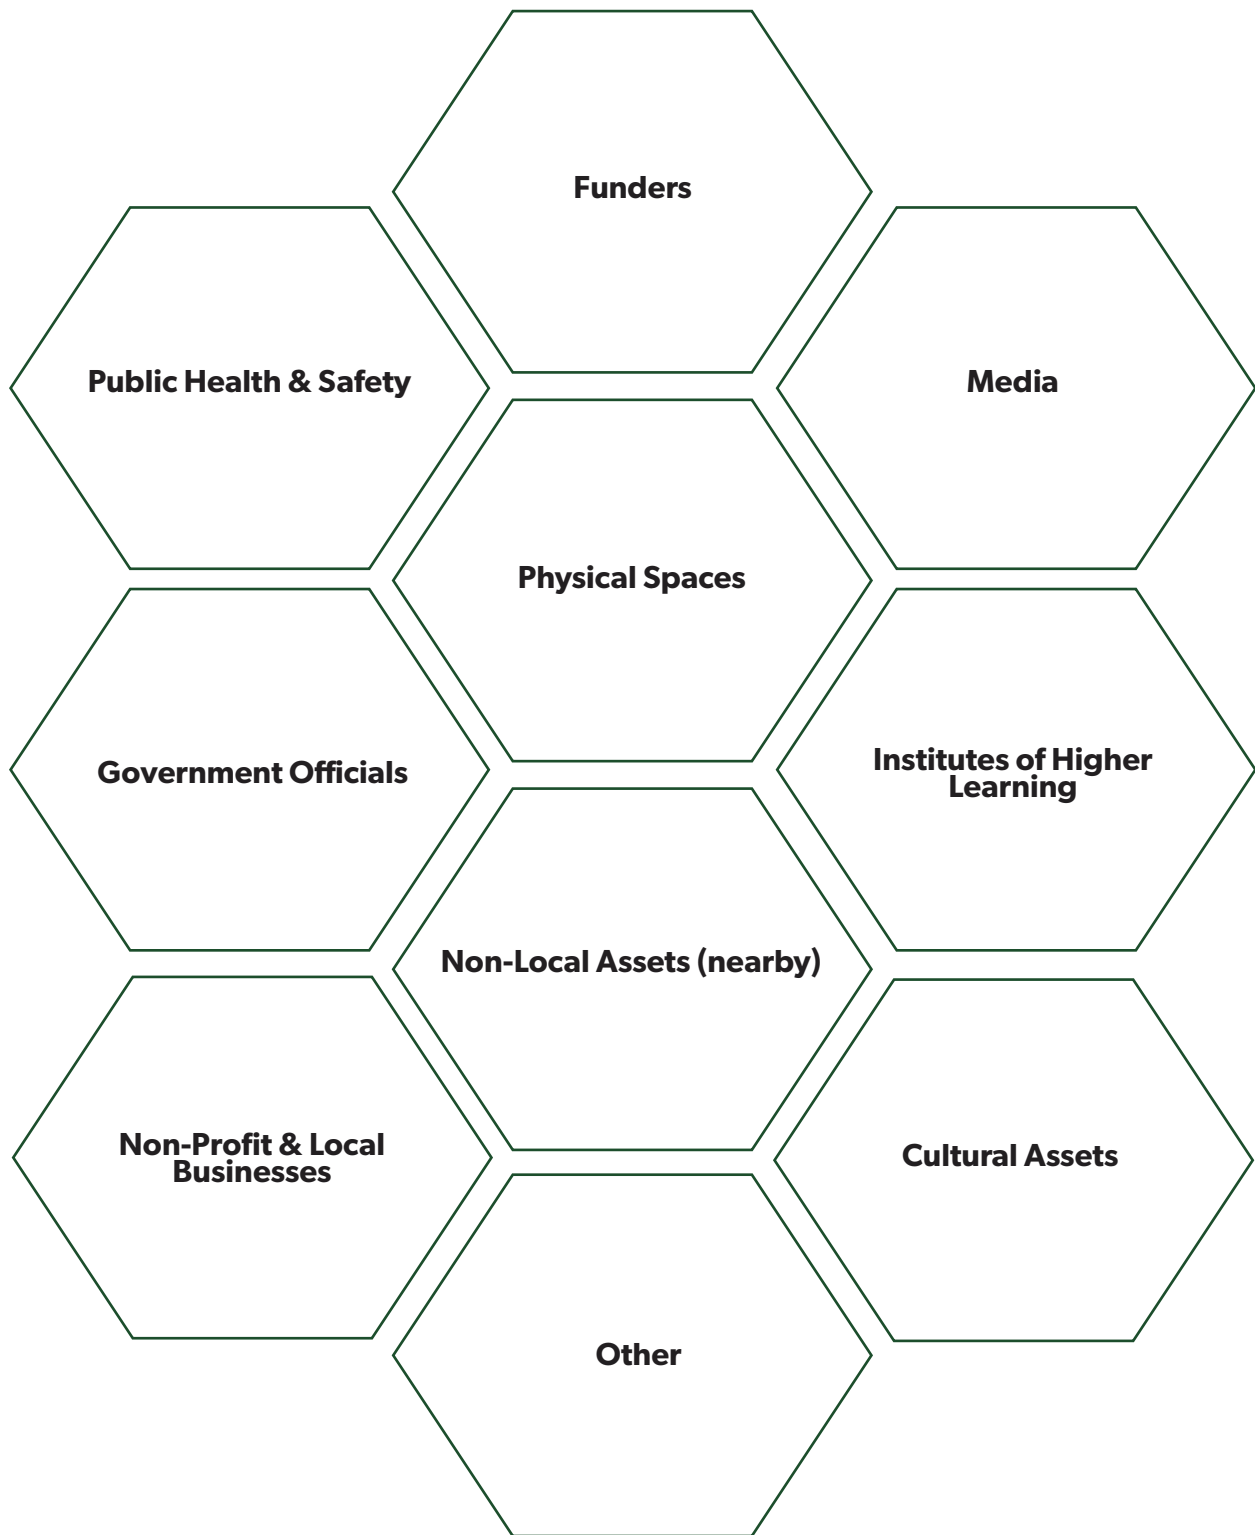 Funders
Public Health & Safety
Media
Physical Spaces
Government Officials
Institutes of Higher
Learning
Non-Local Assets (nearby)
Non-Profit & Local
Businesses
Cultural Assets
Other